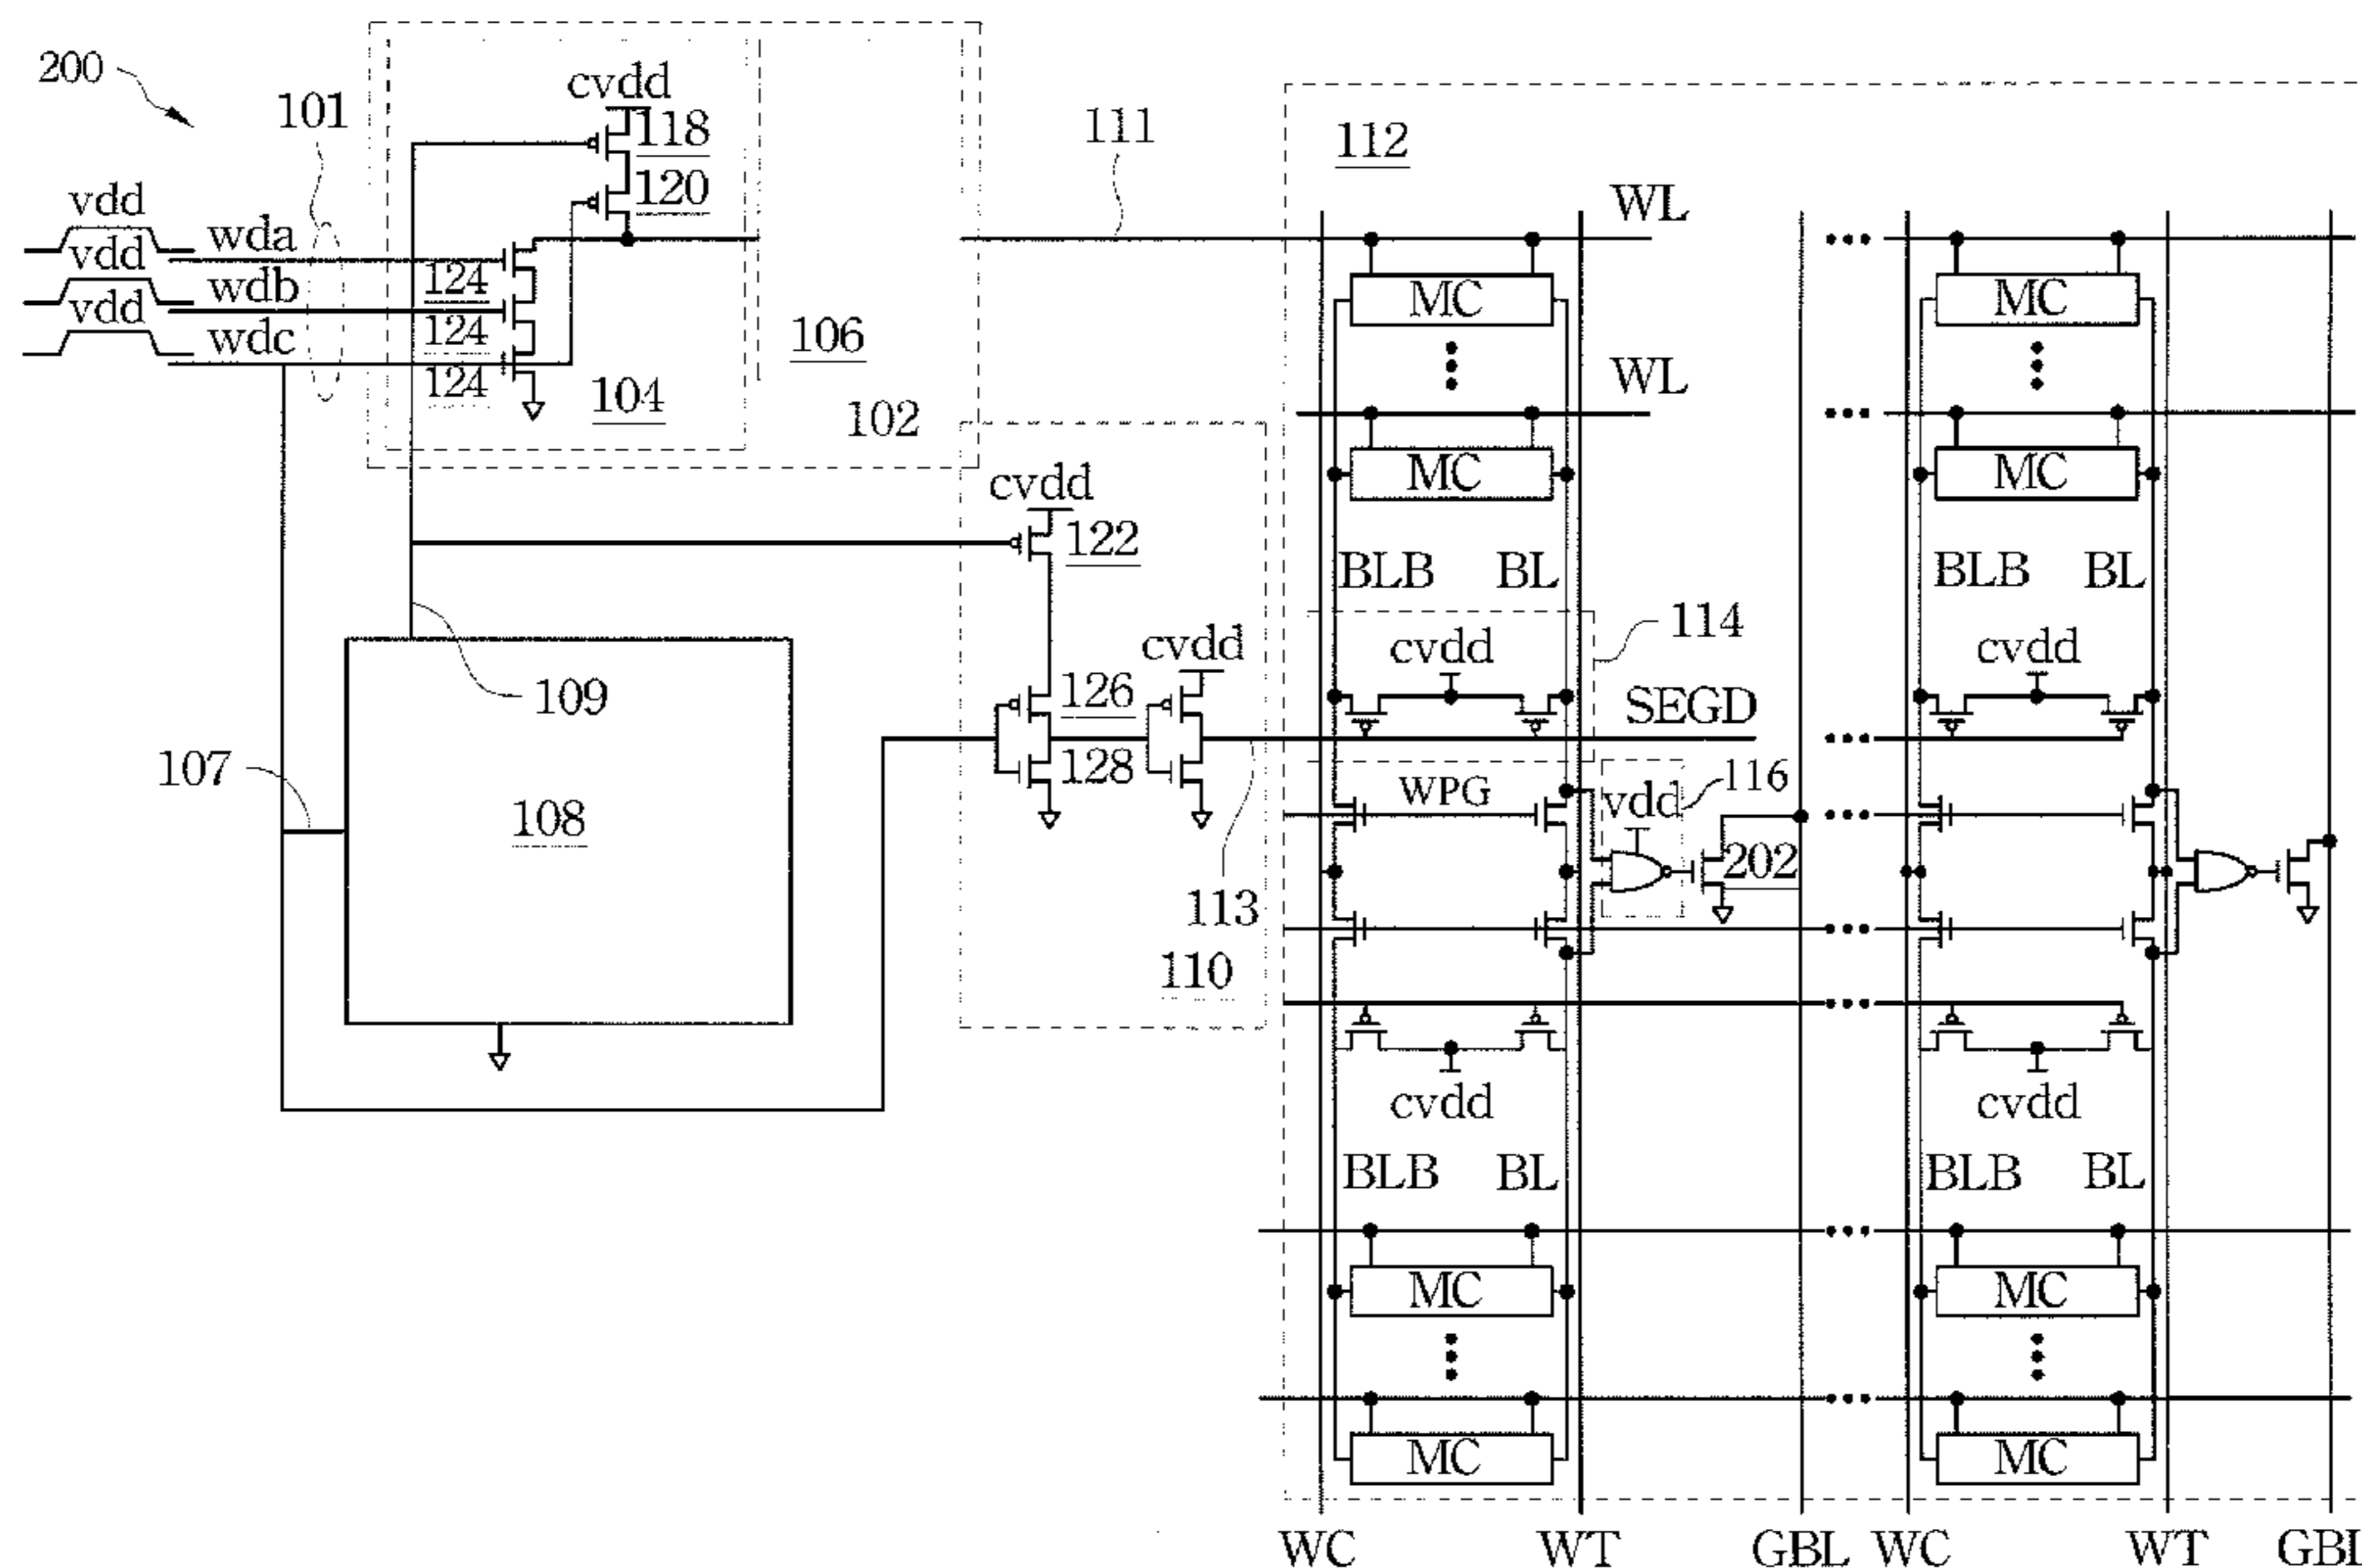 200
101
cvdd
118
120
111
112
WL
vdd
wda
vdd
wdb
vdd
wdc
124
124
124
104
106
102
MC
MC
WL
MC
MC
cvdd
122
BLB
BL
BLB
BL
114
109
cvdd
126
128
cvdd
SEGD
cvdd
107
108
WPG
vdd
116
202
113
110
cvdd
cvdd
BLB
BL
BLB
BL
MC
MC
MC
MC
WC
WT
GBL
WC
WT
GBL